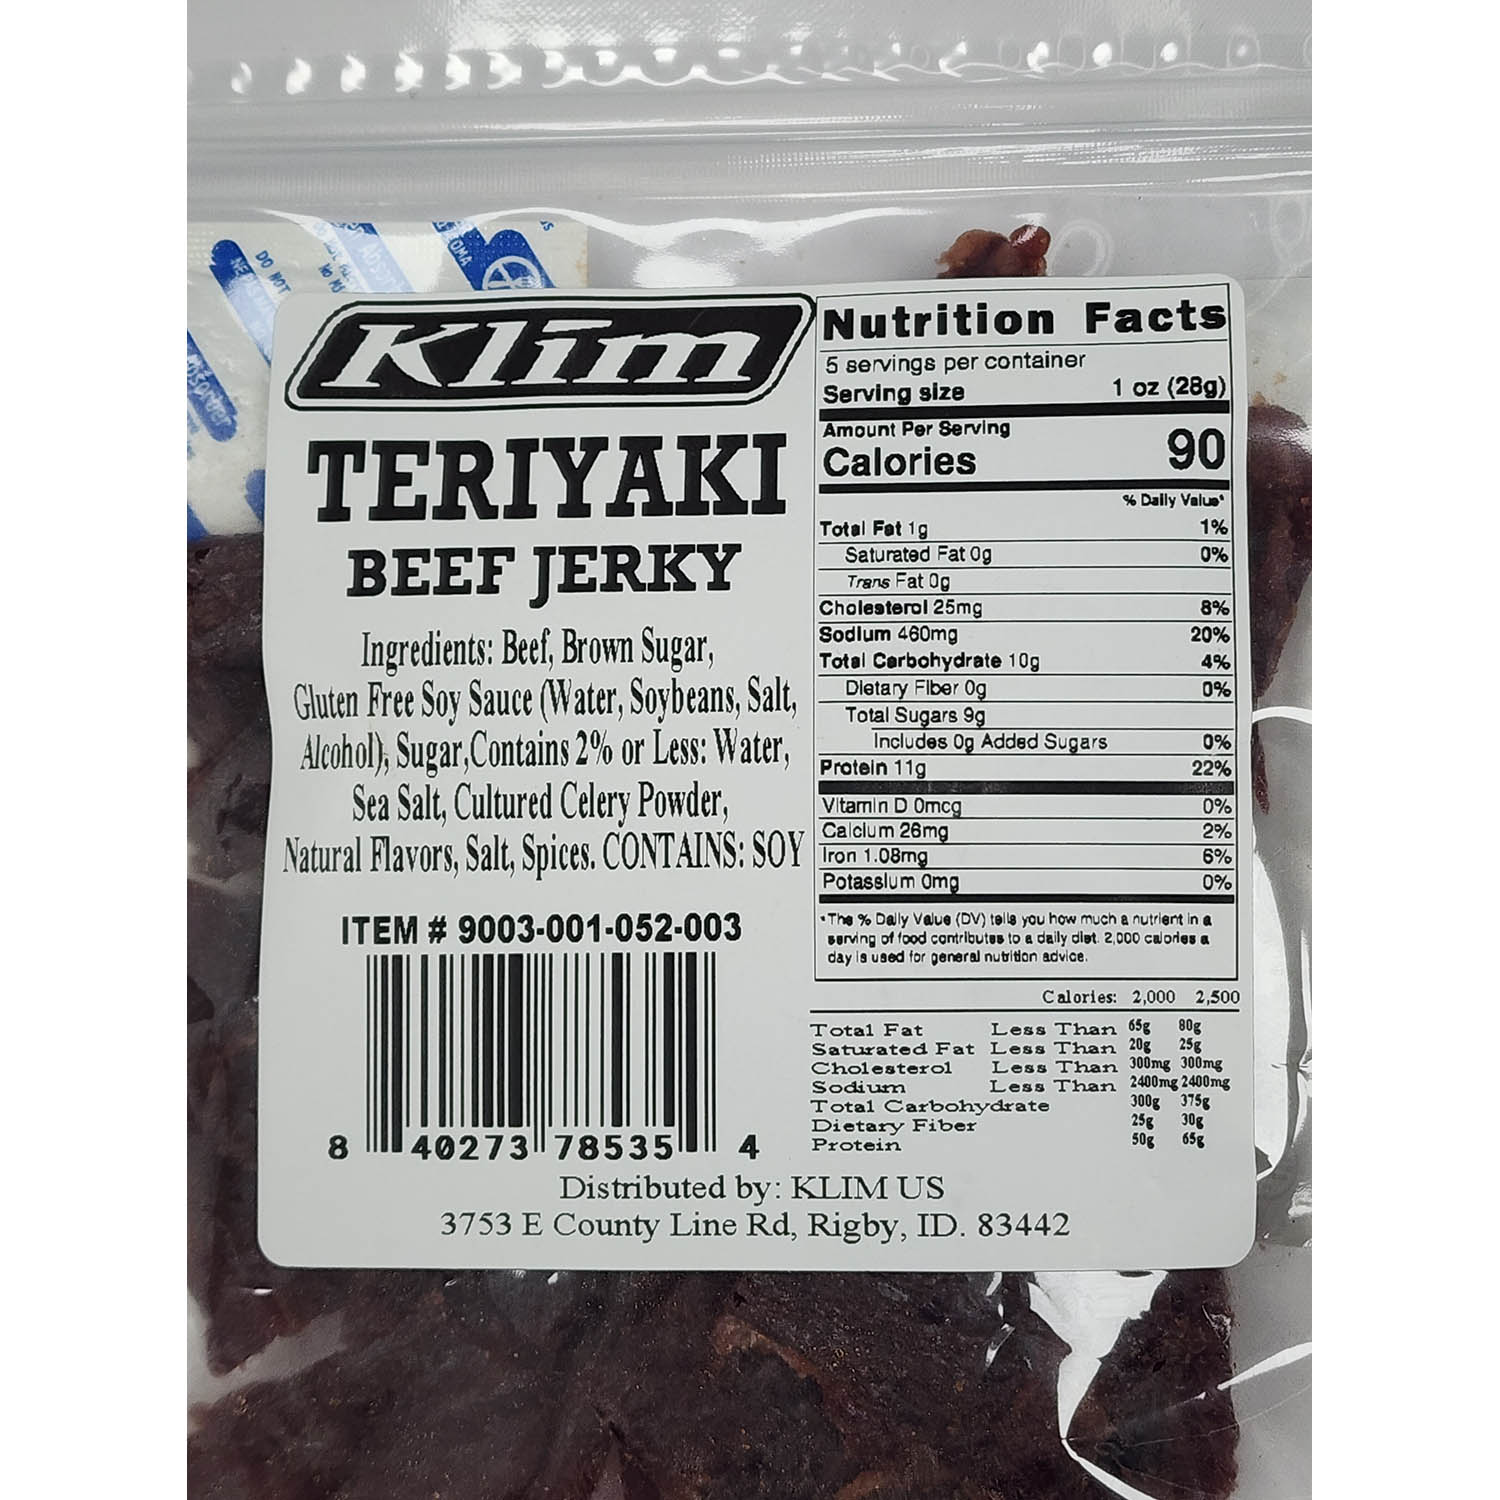 DO NOT
Klim
TERIYAKI
BEEF JERKY
Ingredients: Beef, Brown Sugar,
Gluten Free Soy Sauce (Water, Soybeans, Salt,
Alcohol), Sugar,Contains 2% or Less: Water,
Sea Salt, Cultured Celery Powder,
Natural Flavors, Salt, Spices. CONTAINS: SOY
ITEM # 9003-001-052-003
8 40273 78535 4
Nutrition Facts
5 servings per container
Serving size 1 oz (28g)
Amount Per Serving
Calories 90
% Daily Value*
Total Fat 1g 1%
Saturated Fat 0g 0%
Trans Fat 0g
Cholesterol 25mg 8%
Sodium 460mg 20%
Total Carbohydrate 10g 4%
Dietary Fiber 0g 0%
Total Sugars 9g
Includes 0g Added Sugars 0%
Protein 11g 22%
Vitamin D 0mcg 0%
Calcium 26mg 2%
Iron 1.08mg 6%
Potassium 0mg 0%
*The % Daily Value (DV) tells you how much a nutrient in a
serving of food contributes to a daily diet. 2,000 calories a
day is used for general nutrition advice.
Calories: 2,000 2,500
Total Fat Less Than 65g 80g
Saturated Fat Less Than 20g 25g
Cholesterol Less Than 300mg 300mg
Sodium Less Than 2400mg 2400mg
Total Carbohydrate 300g 375g
Dietary Fiber 25g 30g
Protein 50g 65g
Distributed by: KLIM US
3753 E County Line Rd, Rigby, ID. 83442